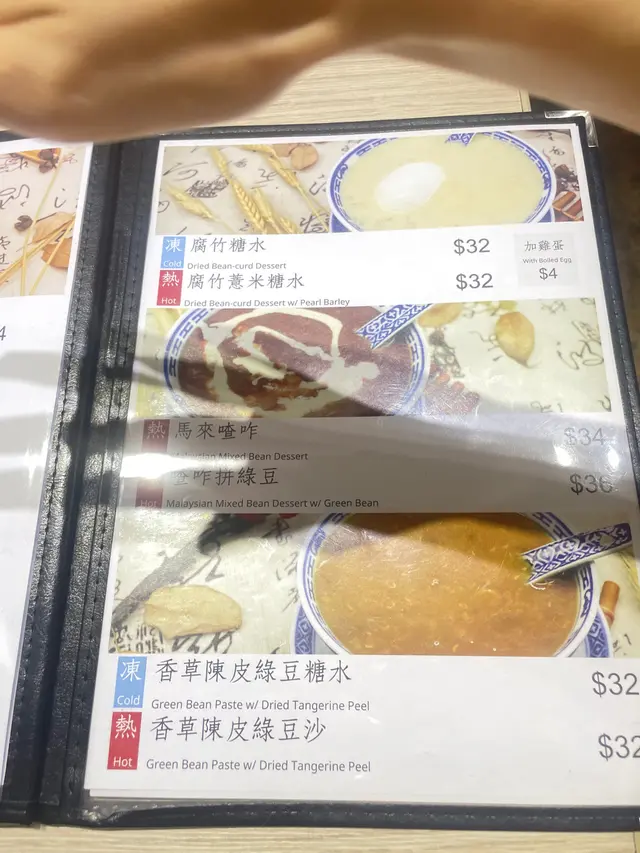 凍 腐竹糖水 $32
Cold Dried Bean-curd Dessert
加雞蛋
With Boiled Egg
$4
熱 腐竹薏米糖水 $32
Hot Dried Bean-curd Dessert w/ Pearl Barley
4
熱 馬來喳咋 $34
Mixed Bean Dessert
喳咋拼綠豆 $36
Hot Malaysian Mixed Bean Dessert w/ Green Bean
凍 香草陳皮綠豆糖水 $32
Cold Green Bean Paste w/ Dried Tangerine Peel
熱 香草陳皮綠豆沙 $32
Hot Green Bean Paste w/ Dried Tangerine Peel